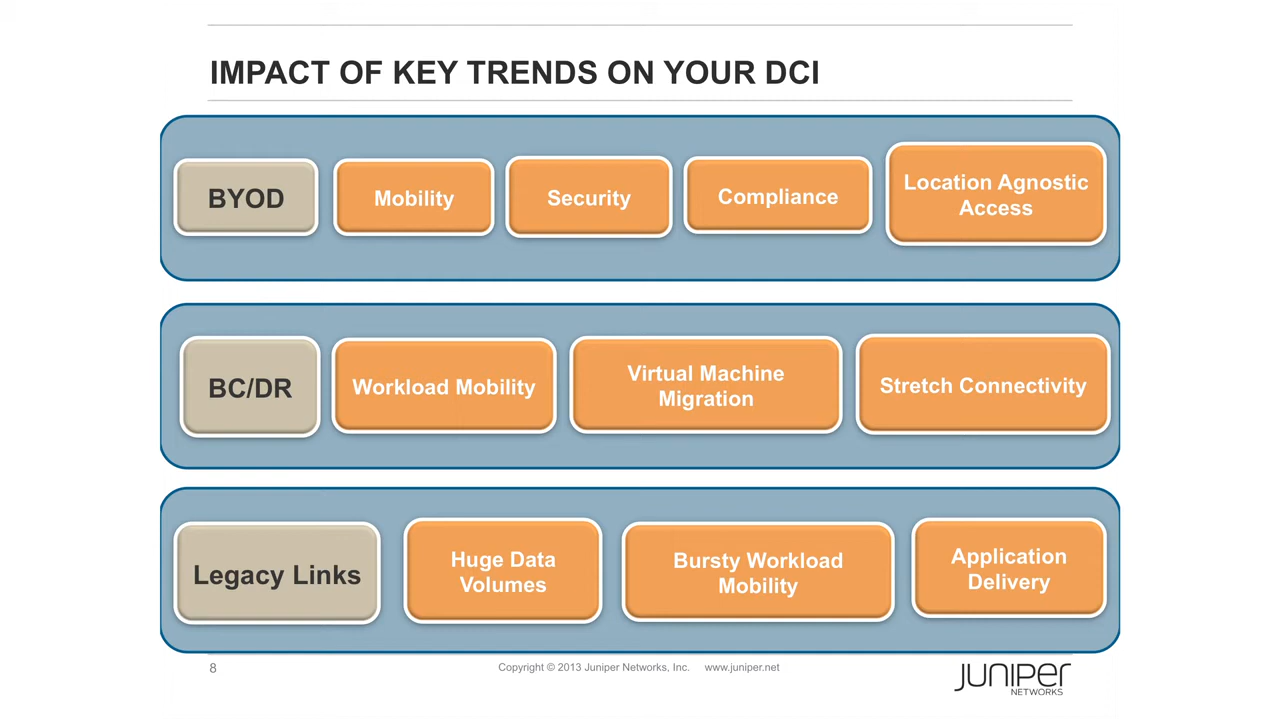 IMPACT OF KEY TRENDS ON YOUR DCI
BYOD
Mobility
Security
Compliance
Location Agnostic
Access
BC/DR
Workload Mobility
Virtual Machine
Migration
Stretch Connectivity
Legacy Links
Huge Data
Volumes
Bursty Workload
Mobility
Application
Delivery
8
Copyright © 2013 Juniper Networks, Inc. www.juniper.net
JUNIPER
NETWORKS